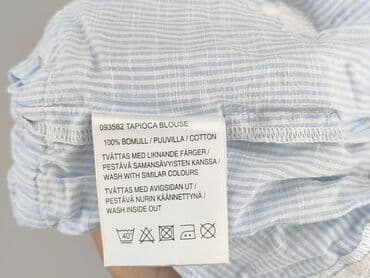 093582 TAPIOCA BLOUSE
100% BOMULL / PUUVILLA / COTTON
TVÄTTAS MED LIKNANDE FÄRGER /
PESTÄVÄ SAMANSÄVYISTEN KANSSA /
WASH WITH SIMILAR COLOURS
TVÄTTAS MED AVIGSIDAN UT /
PESTÄVÄ NURIN KÄÄNNETTYNÄ /
WASH INSIDE OUT
40°